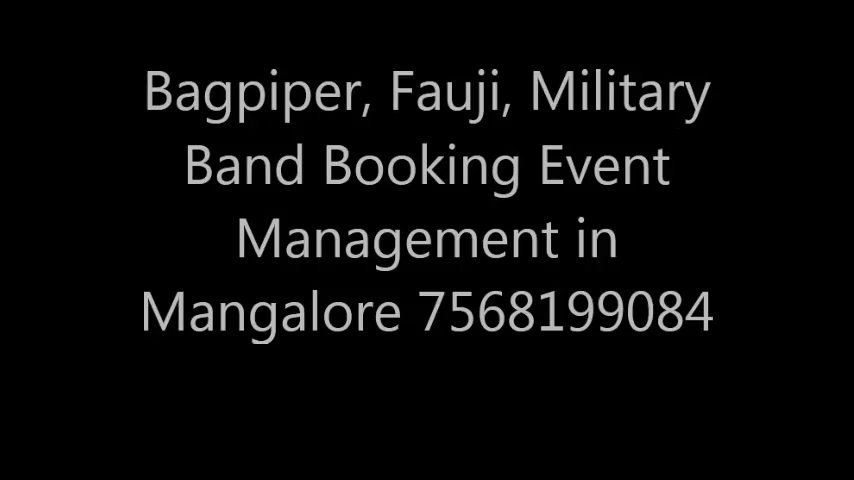 Bagpiper, Fauji, Military
Band Booking Event
Management in
Mangalore 7568199084